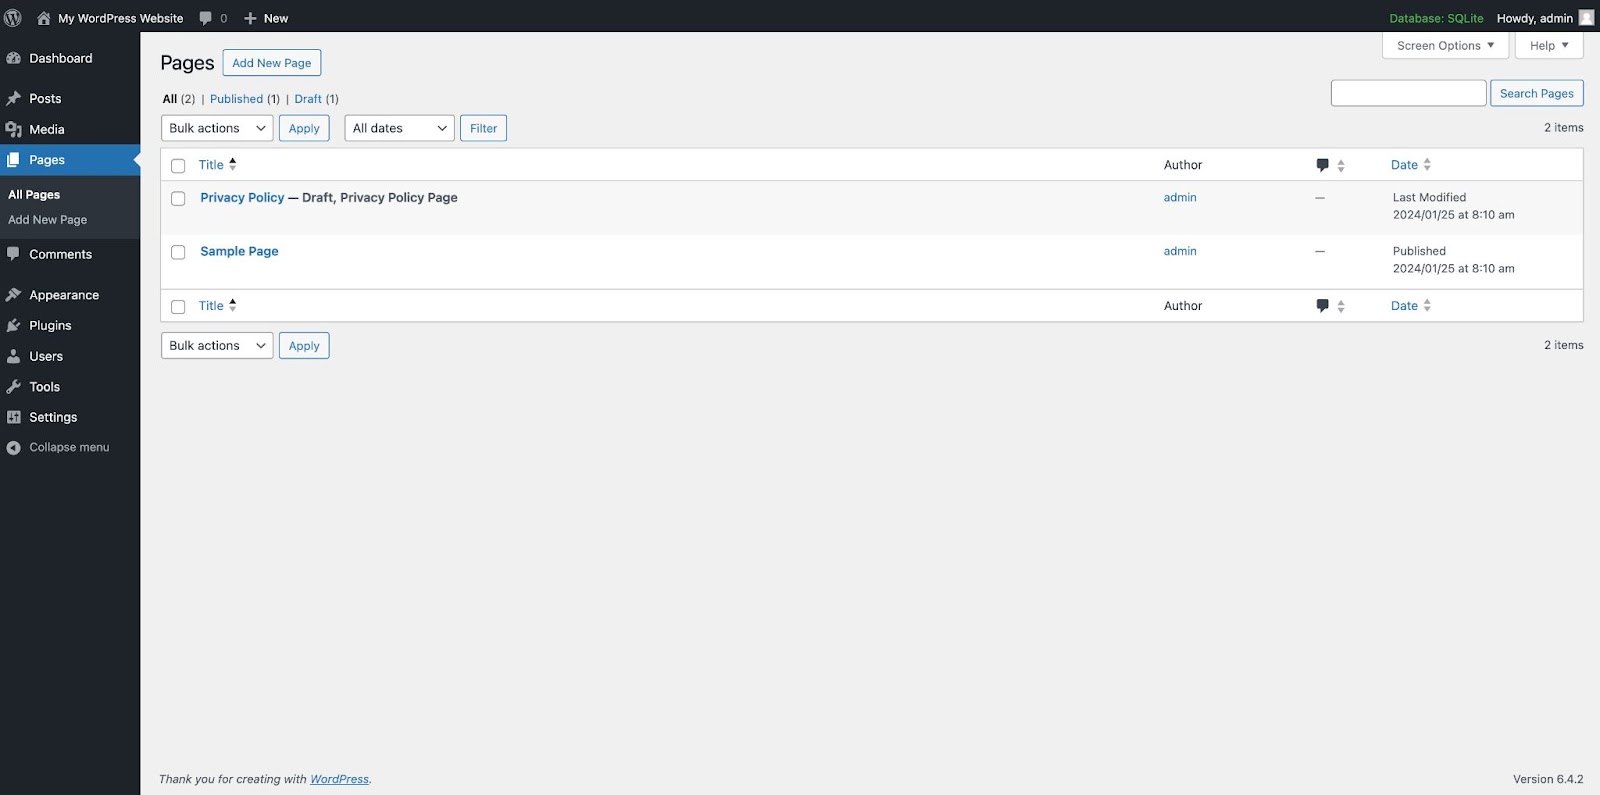 My WordPress Website 0 New Database: SQLite Howdy, admin
Dashboard
Posts
Media
Pages
All Pages
Add New Page
Comments
Appearance
Plugins
Users
Tools
Settings
Collapse menu
Screen Options Help
Pages Add New Page
All (2) | Published (1) | Draft (1)
Search Pages
Bulk actions Apply All dates Filter 2 items
Title Author Date
Privacy Policy — Draft, Privacy Policy Page admin — Last Modified
2024/01/25 at 8:10 am
Sample Page admin — Published
2024/01/25 at 8:10 am
Title Author Date
Bulk actions Apply 2 items
Thank you for creating with WordPress. Version 6.4.2